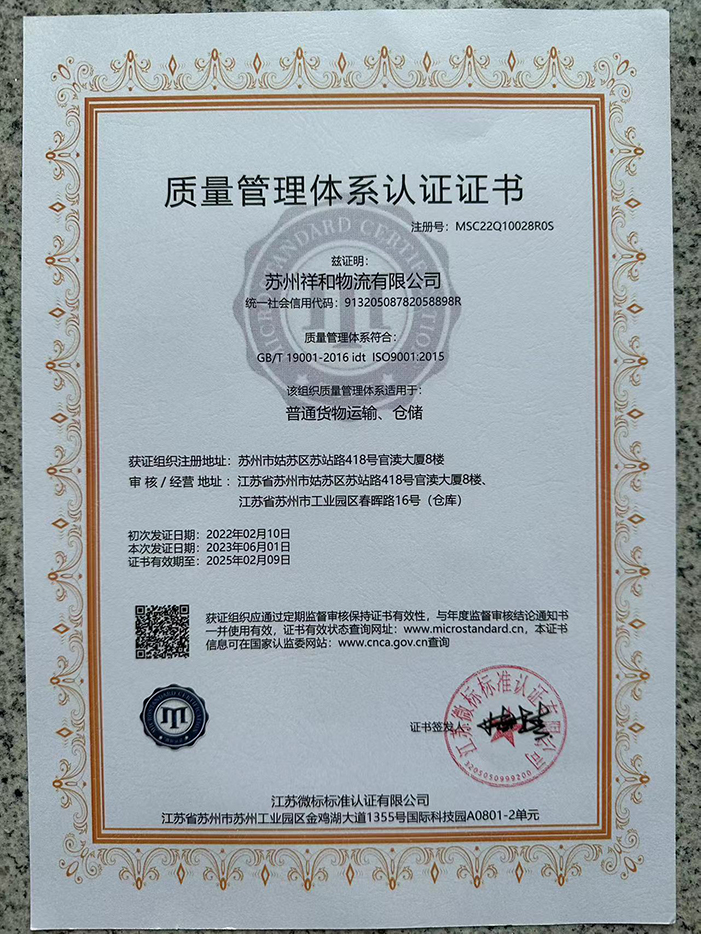 质量管理体系认证证书
注册号：MSC22Q10028R0S
兹证明：
苏州祥和物流有限公司
统一社会信用代码：91320508782058898R
质量管理体系符合：
GB/T 19001-2016 idt ISO9001:2015
该组织质量管理体系适用于：
普通货物运输、仓储
获证组织注册地址：苏州市姑苏区苏站路418号官渎大厦8楼
审 核 / 经营 地址：江苏省苏州市姑苏区苏站路418号官渎大厦8楼、
江苏省苏州市工业园区春晖路16号（仓库）
初次发证日期：2022年02月10日
本次发证日期：2023年06月01日
证书有效期至：2025年02月09日
获证组织应通过定期监督审核保持证书有效性，与年度监督审核结论通知书
一并使用有效，证书有效状态查询网址：www.microstandard.cn，本证书
信息可在国家认监委网站：www.cnca.gov.cn查询
MICRO STANDARD CERTIFICATION
证书签发人
江苏微标标准认证有限公司
3205050999200
江苏微标标准认证有限公司
江苏省苏州市苏州工业园区金鸡湖大道1355号国际科技园A0801-2单元